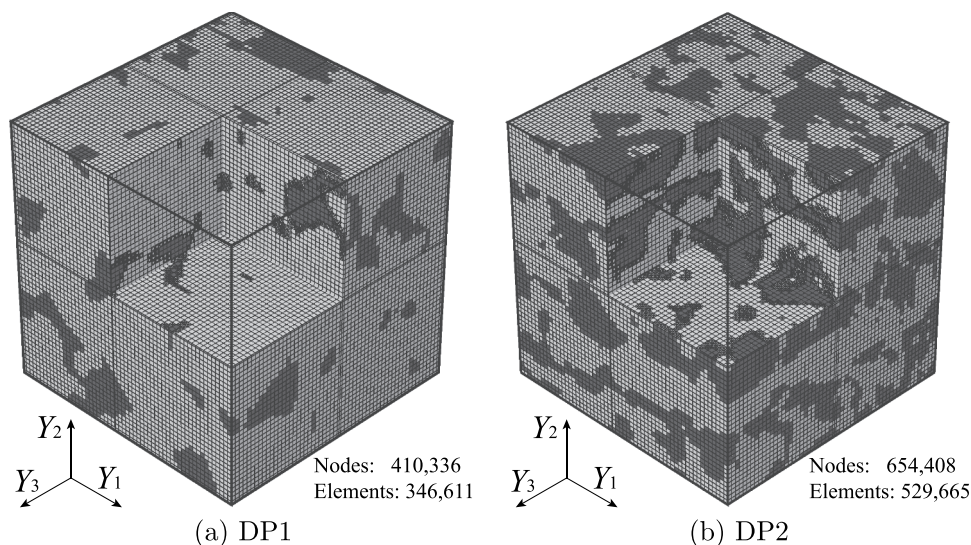 Y2
Y3
Y1
Nodes: 410,336
Elements: 346,611
(a) DP1
Y2
Y3
Y1
Nodes: 654,408
Elements: 529,665
(b) DP2